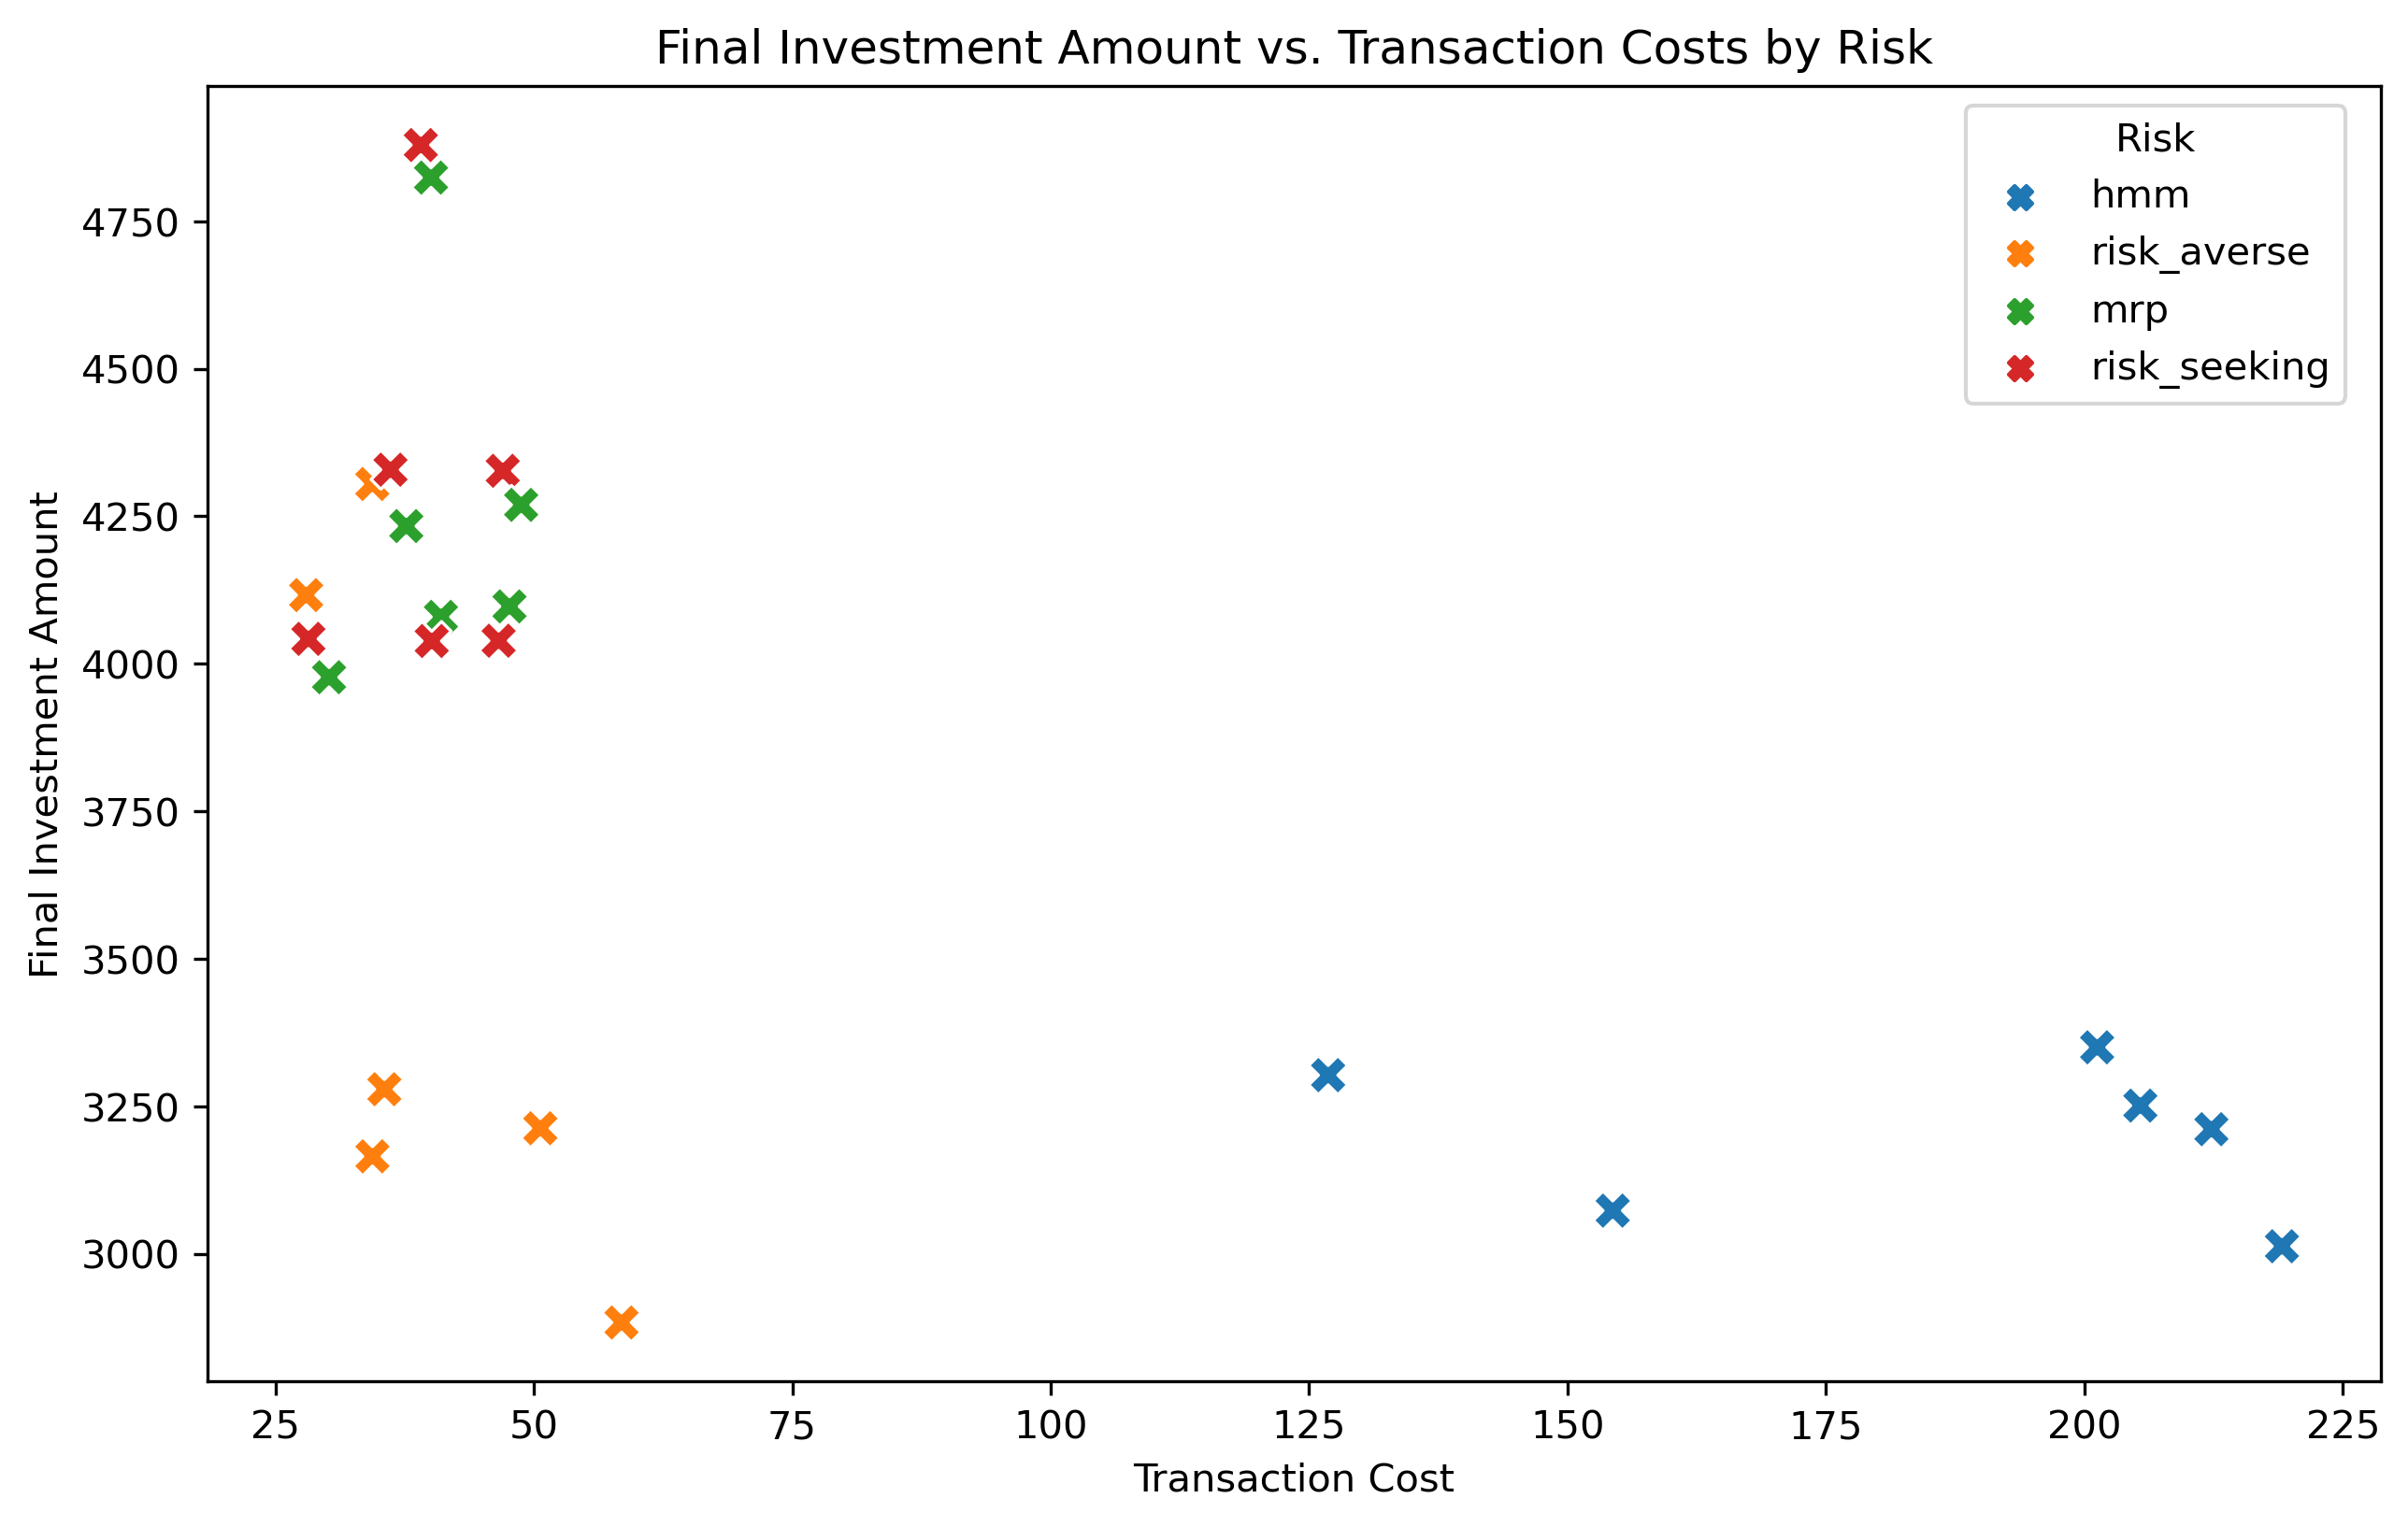 Final Investment Amount vs. Transaction Costs by Risk
Risk
hmm
risk_averse
mrp
risk_seeking
Final Investment Amount
4750
4500
4250
4000
3750
3500
3250
3000
25 50 75 100 125 150 175 200 225
Transaction Cost